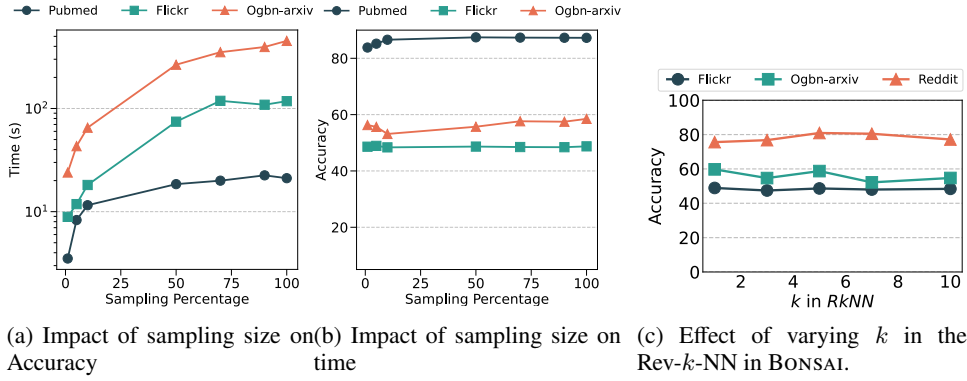 Pubmed Flickr Ogbn-arxiv
Time (s)
10²
10¹
0 25 50 75 100
Sampling Percentage
Pubmed Flickr Ogbn-arxiv
Accuracy
80
60
40
20
0 25 50 75 100
Sampling Percentage
Flickr Ogbn-arxiv Reddit
Accuracy
100
80
60
40
20
0
2 4 6 8 10
k in RkNN
(a) Impact of sampling size on
Accuracy
(b) Impact of sampling size on
time
(c) Effect of varying k in the
Rev-k-NN in BONSAI.